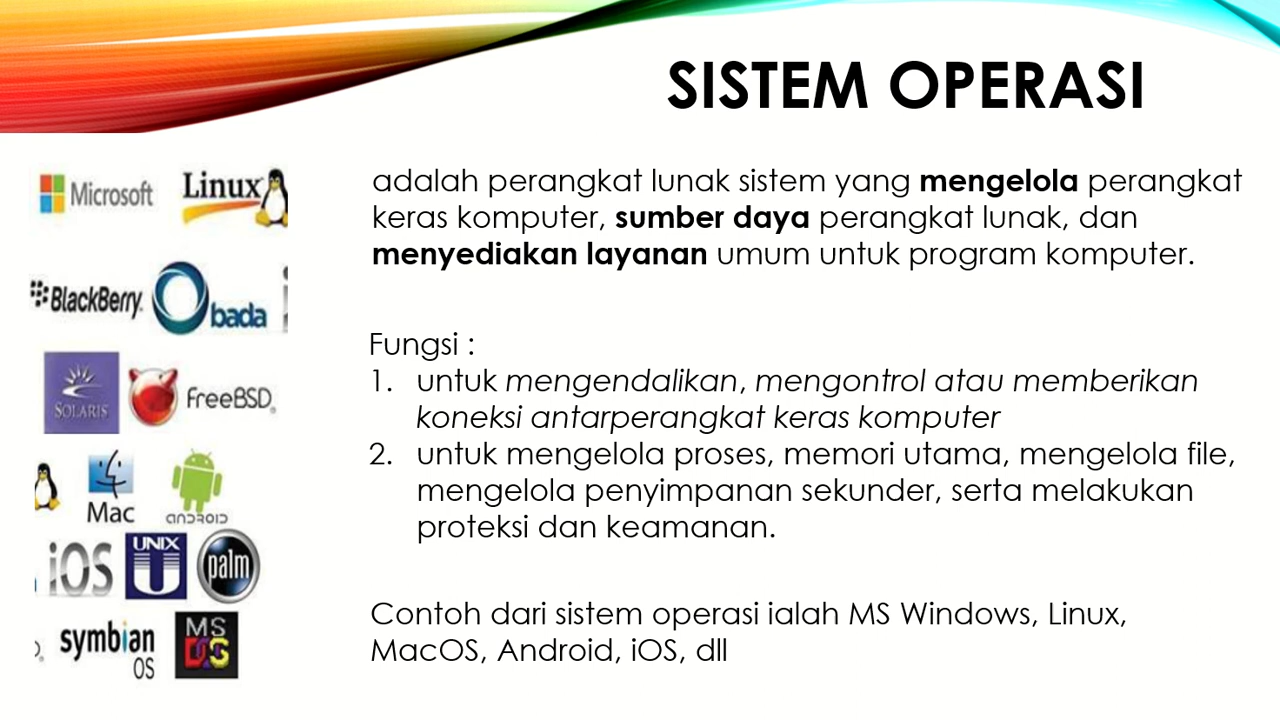 SISTEM OPERASI
adalah perangkat lunak sistem yang mengelola perangkat
keras komputer, sumber daya perangkat lunak, dan
menyediakan layanan umum untuk program komputer.
Fungsi :
1. untuk mengendalikan, mengontrol atau memberikan
koneksi antarperangkat keras komputer
2. untuk mengelola proses, memori utama, mengelola file,
mengelola penyimpanan sekunder, serta melakukan
proteksi dan keamanan.
Contoh dari sistem operasi ialah MS Windows, Linux,
MacOS, Android, iOS, dll
Microsoft Linux
BlackBerry. bada
SOLARIS FreeBSD
Mac ANDROID
iOS UNIX U palm
symbian OS MS DOS